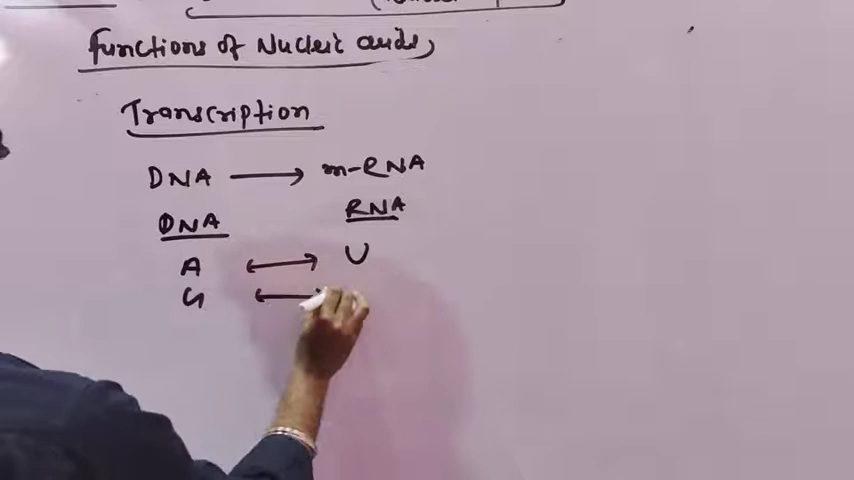 Functions of Nucleic acids
Transcription
DNA → m-RNA
DNA RNA
A ↔ U
G ←